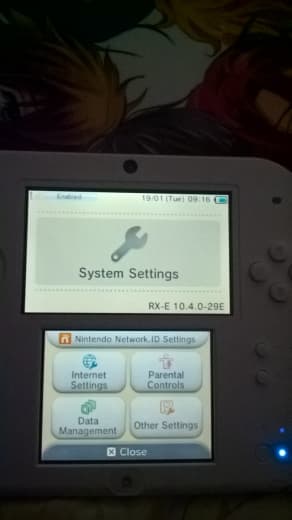 Enabled 19/01 (Tue) 09:16
System Settings
RX-E 10.4.0-29E
Nintendo Network ID Settings
Internet
Settings
Parental
Controls
Data
Management
Other Settings
X Close